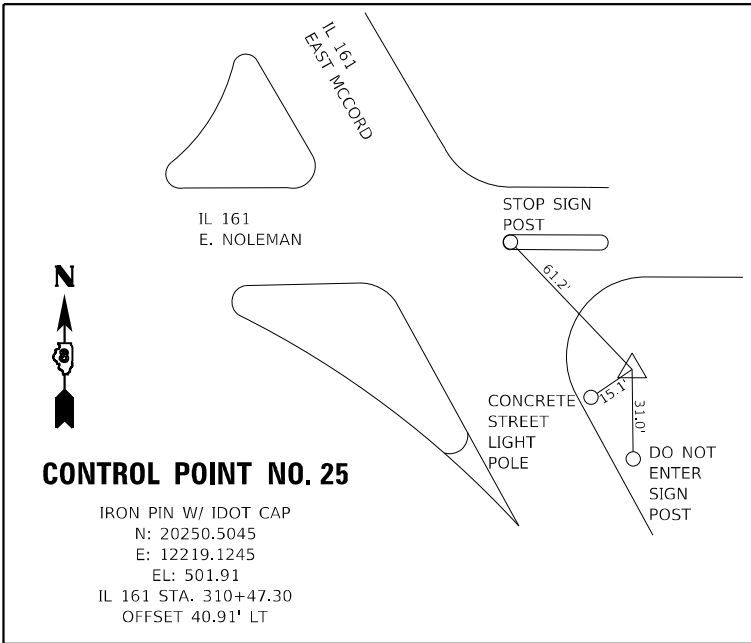 IL 161
EAST MCCORD
IL 161
E. NOLEMAN
STOP SIGN
POST
61.2'
15.1'
31.0'
CONCRETE
STREET
LIGHT
POLE
DO NOT
ENTER
SIGN
POST
N
CONTROL POINT NO. 25
IRON PIN W/ IDOT CAP
N: 20250.5045
E: 12219.1245
EL: 501.91
IL 161 STA. 310+47.30
OFFSET 40.91' LT